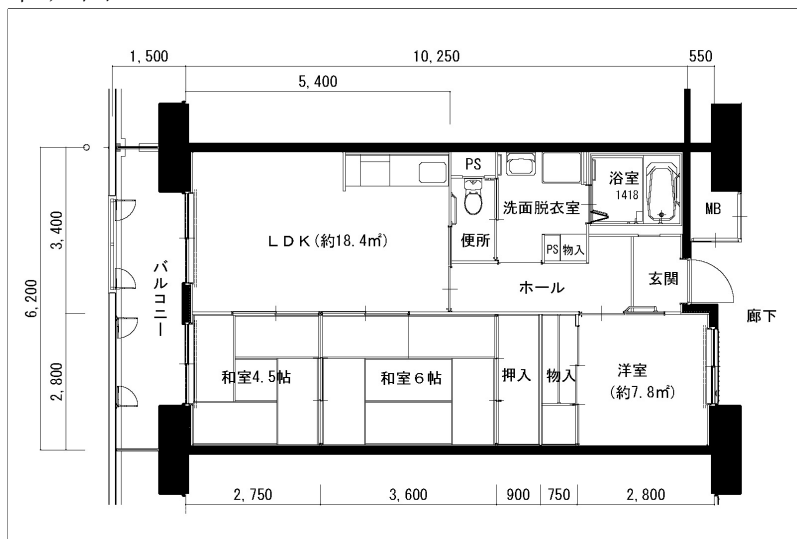 1,500
10,250
550
5,400
PS
浴室
1418
洗面脱衣室
MB
3,400
LDK(約18.4㎡)
便所
PS
物入
バルコニー
玄関
ホール
6,200
廊下
2,800
和室4.5帖
和室6帖
押入
物入
洋室
(約7.8㎡)
2,750
3,600
900
750
2,800